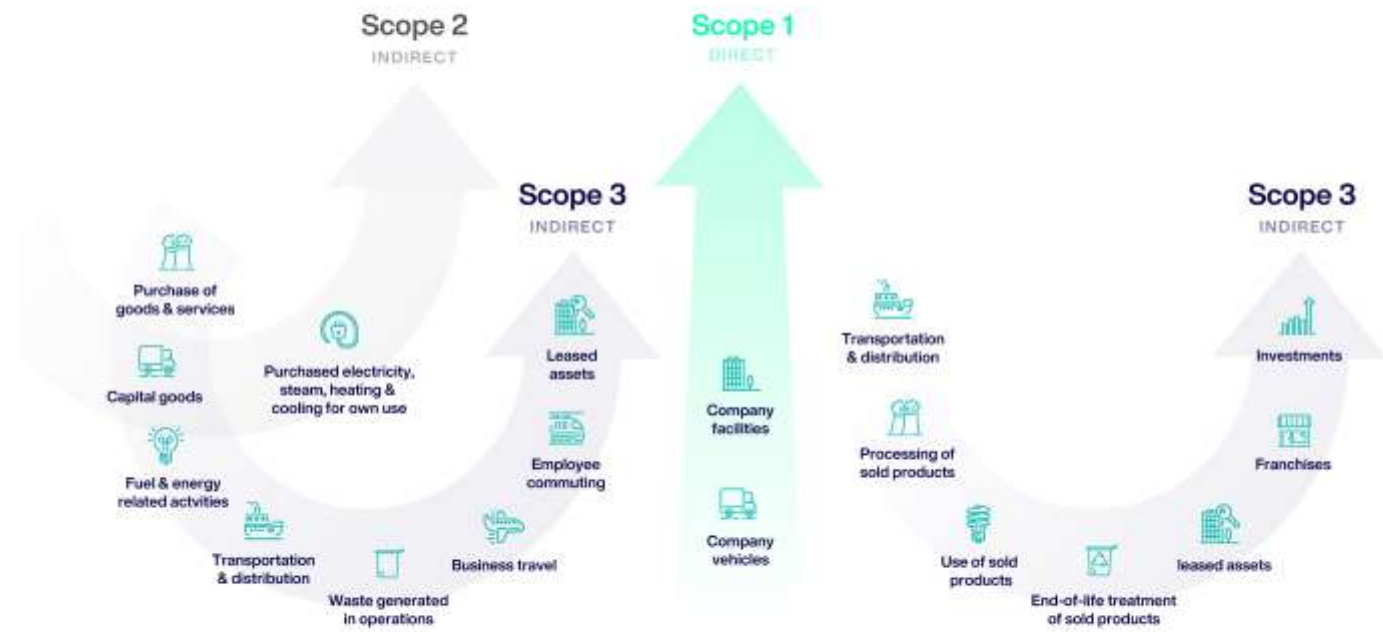 Scope 2
INDIRECT
Scope 1
DIRECT
Scope 3
INDIRECT
Scope 3
INDIRECT
Purchase of
goods & services
Capital goods
Fuel & energy
related actvities
Purchased electricity,
steam, heating &
cooling for own use
Transportation
& distribution
Waste generated
in operations
Business travel
Employee
commuting
Leased
assets
Company
facilities
Company
vehicles
Transportation
& distribution
Processing of
sold products
Use of sold
products
End-of-life treatment
of sold products
leased assets
Franchises
Investments